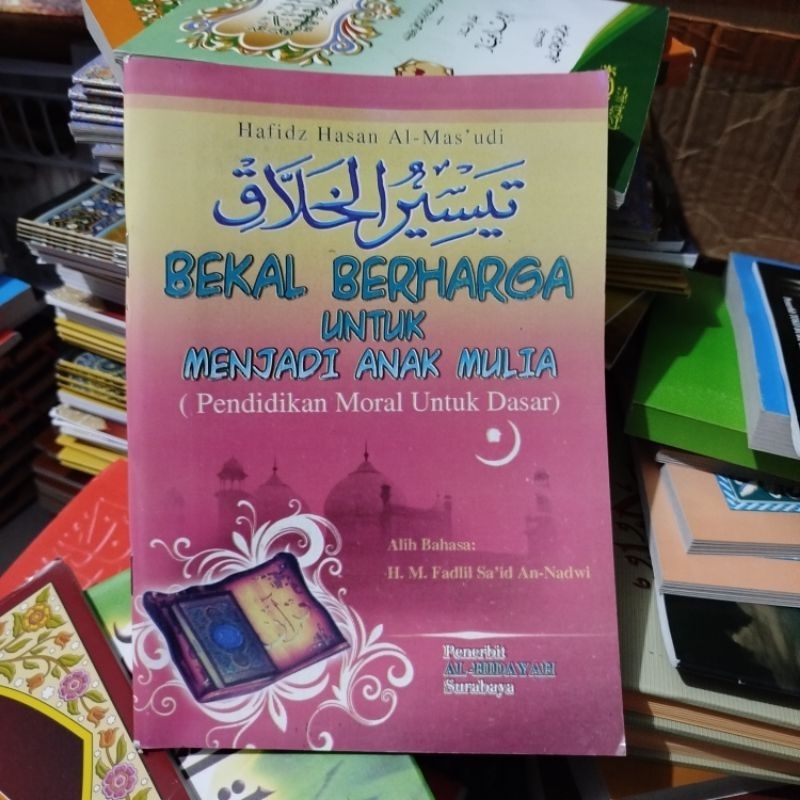 Hafidz Hasan Al-Mas'udi
تيسير الخلاق
BEKAL BERHARGA
UNTUK
MENJADI ANAK MULIA
( Pendidikan Moral Untuk Dasar)
Alih Bahasa:
H. M. Fadlil Sa'id An-Nadwi
Penerbit
AL-HIDAYAH
Surabaya